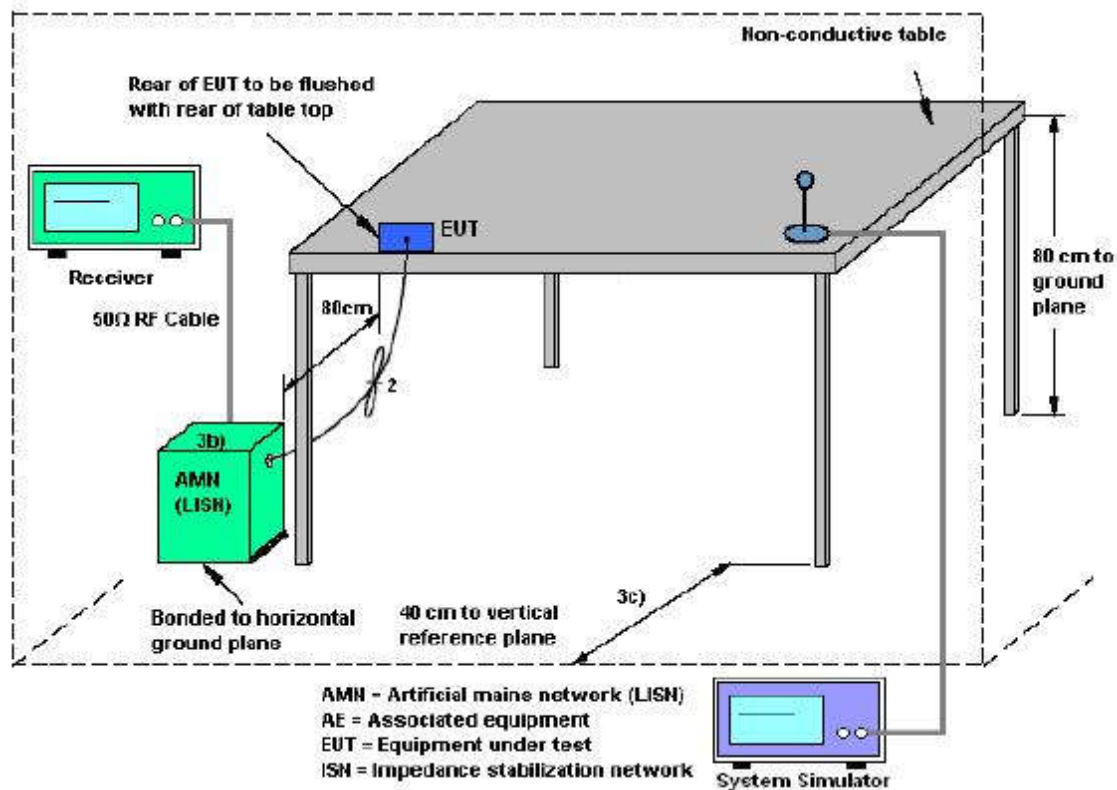 Non-conductive table
Rear of EUT to be flushed
with rear of table top
EUT
Receiver
80cm
80 cm to
ground
plane
50Ω RF Cable
2
3b)
AMN
(LISN)
3c)
Bonded to horizontal
ground plane
40 cm to vertical
reference plane
AMN = Artificial mains network (LISN)
AE = Associated equipment
EUT = Equipment under test
ISN = Impedance stabilization network
System Simulator